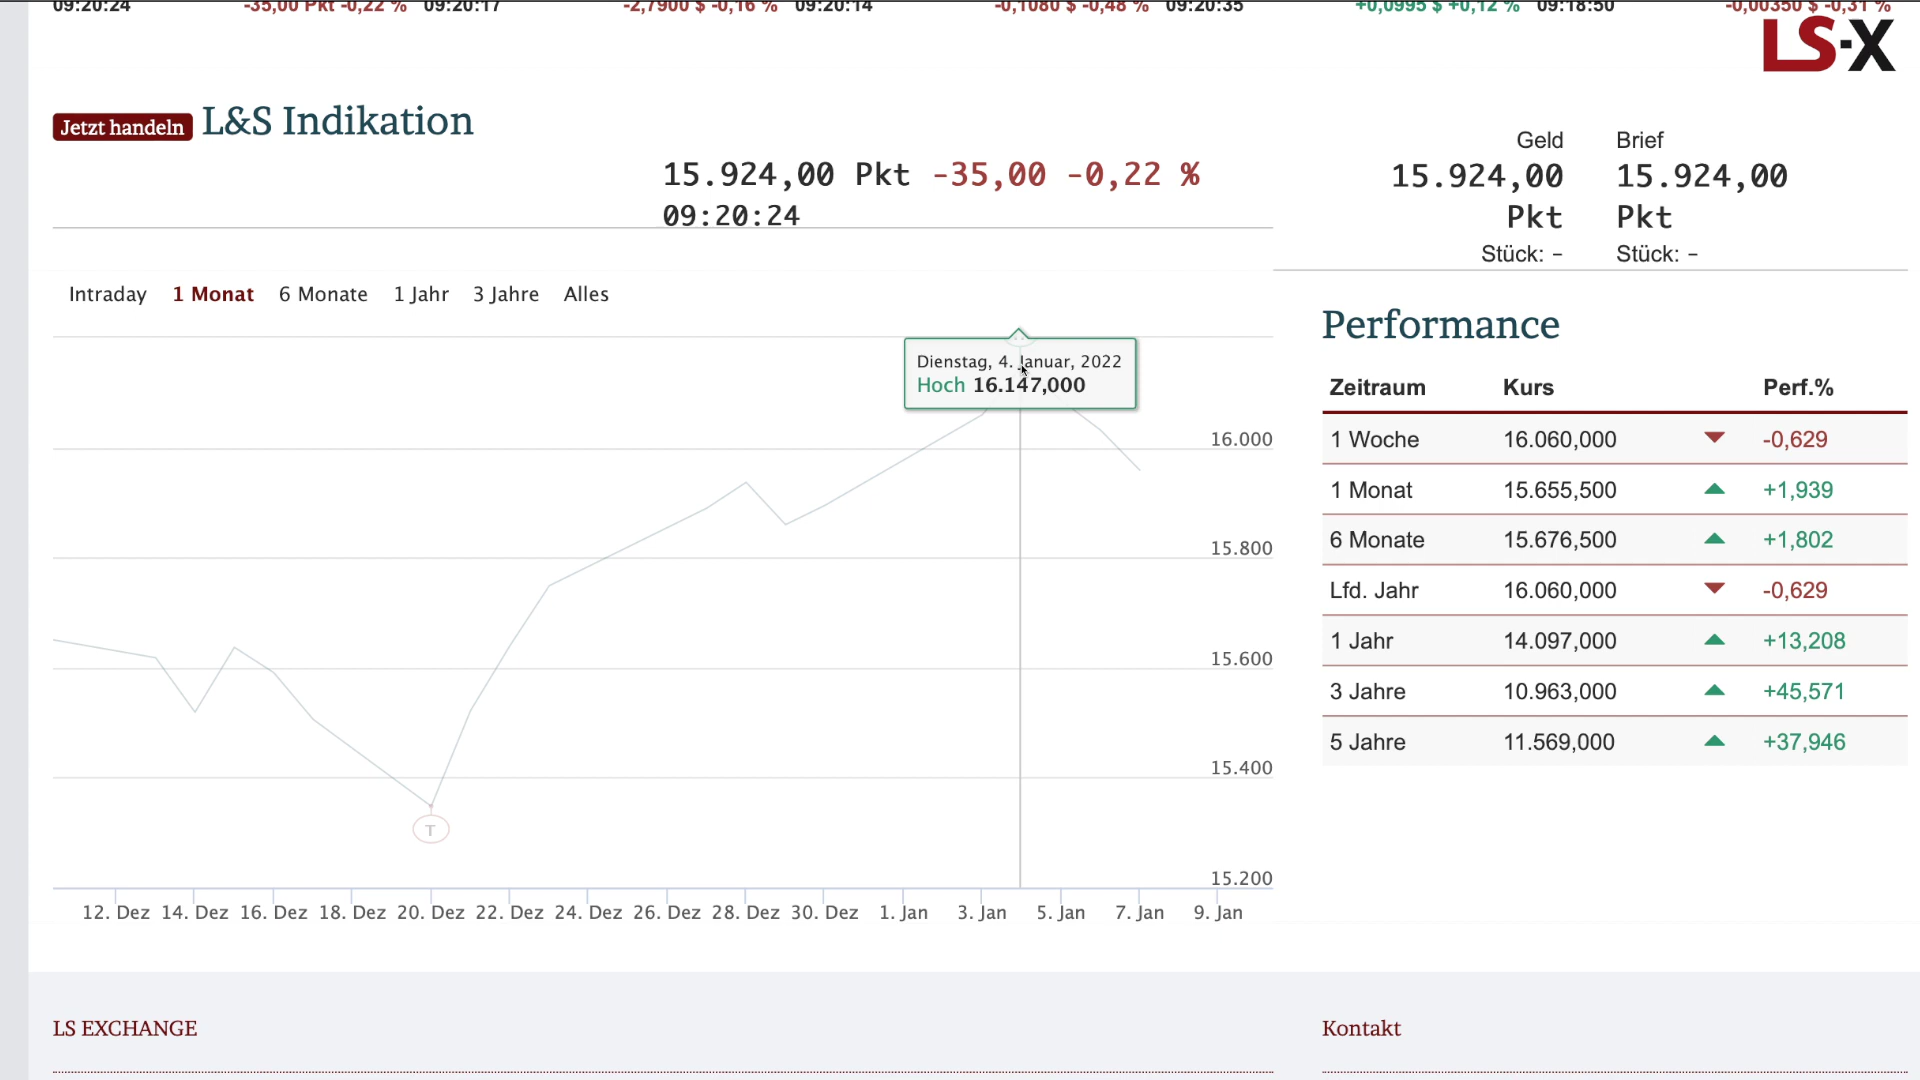 09:20:24 -35,00 Pkt -0,22 % 09:20:17 -2,7900 $ -0,16 % 09:20:14 -0,1080 $ -0,48 % 09:20:35 +0,0995 $ +0,12 % 09:18:50 -0,00350 $ -0,31 %
LS-X
Jetzt handeln L&S Indikation
15.924,00 Pkt -35,00 -0,22 %
09:20:24
Geld Brief
15.924,00 15.924,00
Pkt Pkt
Stück: – Stück: –
Intraday 1 Monat 6 Monate 1 Jahr 3 Jahre Alles
Dienstag, 4. Januar, 2022
Hoch 16.147,000
16.000
15.800
15.600
15.400
T
15.200
12. Dez 14. Dez 16. Dez 18. Dez 20. Dez 22. Dez 24. Dez 26. Dez 28. Dez 30. Dez 1. Jan 3. Jan 5. Jan 7. Jan 9. Jan
Performance
Zeitraum Kurs Perf.%
1 Woche 16.060,000 -0,629
1 Monat 15.655,500 +1,939
6 Monate 15.676,500 +1,802
Lfd. Jahr 16.060,000 -0,629
1 Jahr 14.097,000 +13,208
3 Jahre 10.963,000 +45,571
5 Jahre 11.569,000 +37,946
LS EXCHANGE
Kontakt